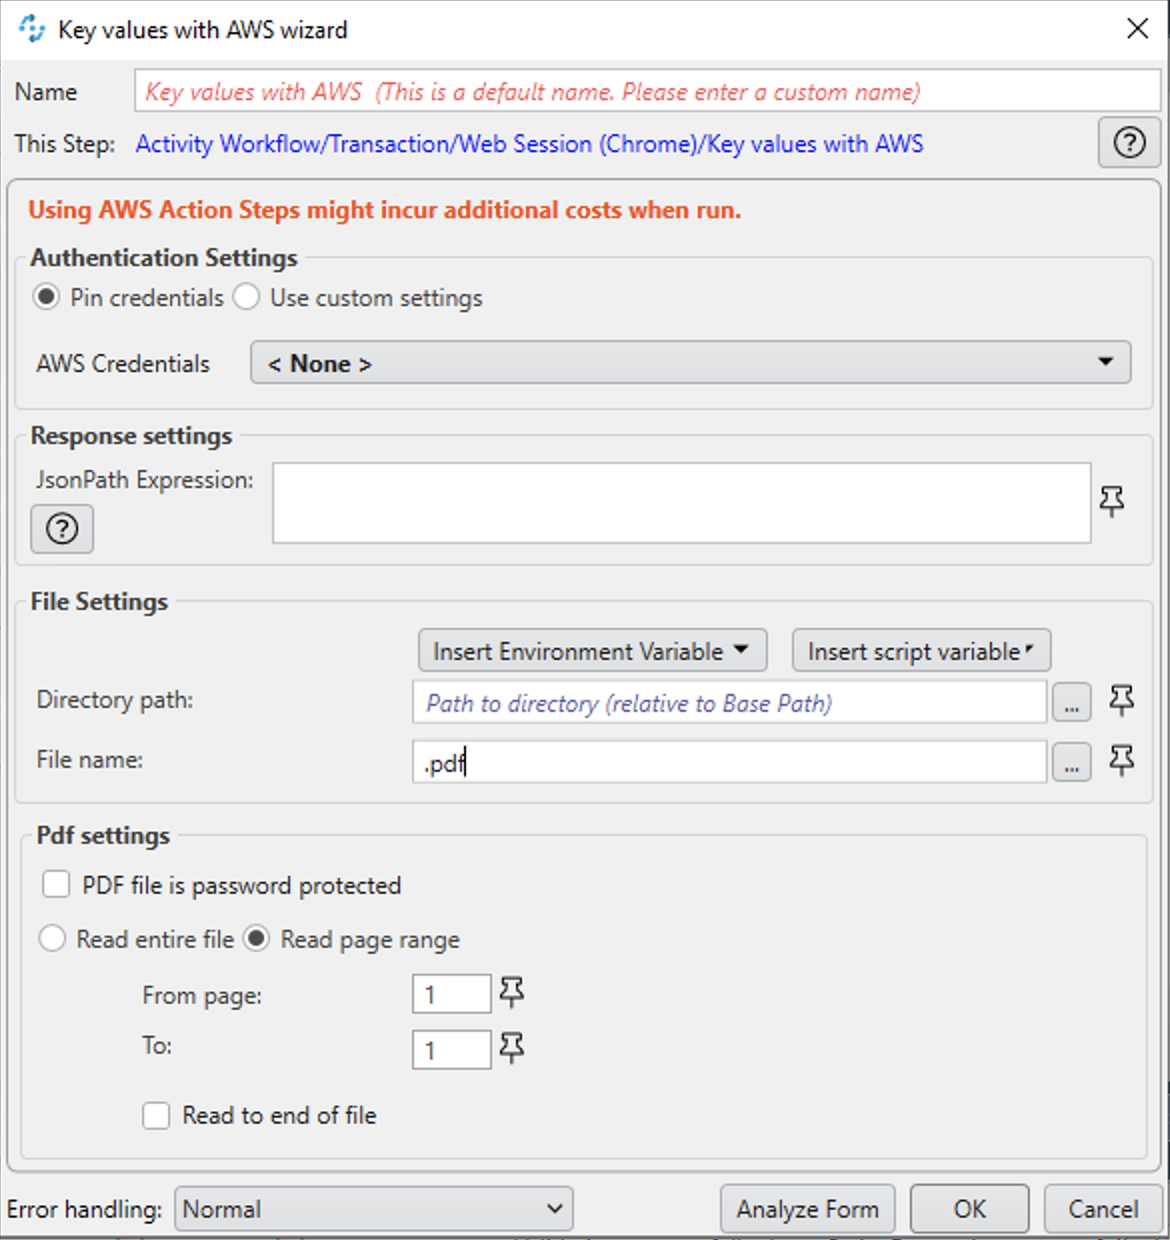 Key values with AWS wizard
Name Key values with AWS (This is a default name. Please enter a custom name)
This Step: Activity Workflow/Transaction/Web Session (Chrome)/Key values with AWS
Using AWS Action Steps might incur additional costs when run.
Authentication Settings
Pin credentials Use custom settings
AWS Credentials < None >
Response settings
JsonPath Expression:
File Settings
Insert Environment Variable Insert script variable
Directory path: Path to directory (relative to Base Path) ...
File name: .pdf ...
Pdf settings
PDF file is password protected
Read entire file Read page range
From page: 1
To: 1
Read to end of file
Error handling: Normal Analyze Form OK Cancel